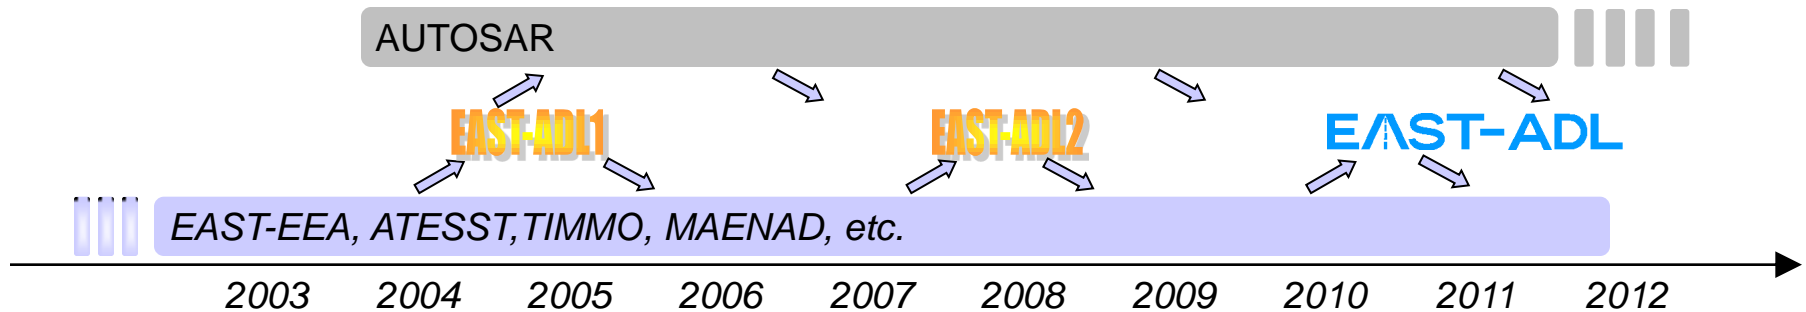 AUTOSAR
EAST-ADL1 EAST-ADL2 EAST-ADL
EAST-EEA, ATESST,TIMMO, MAENAD, etc.
2003 2004 2005 2006 2007 2008 2009 2010 2011 2012